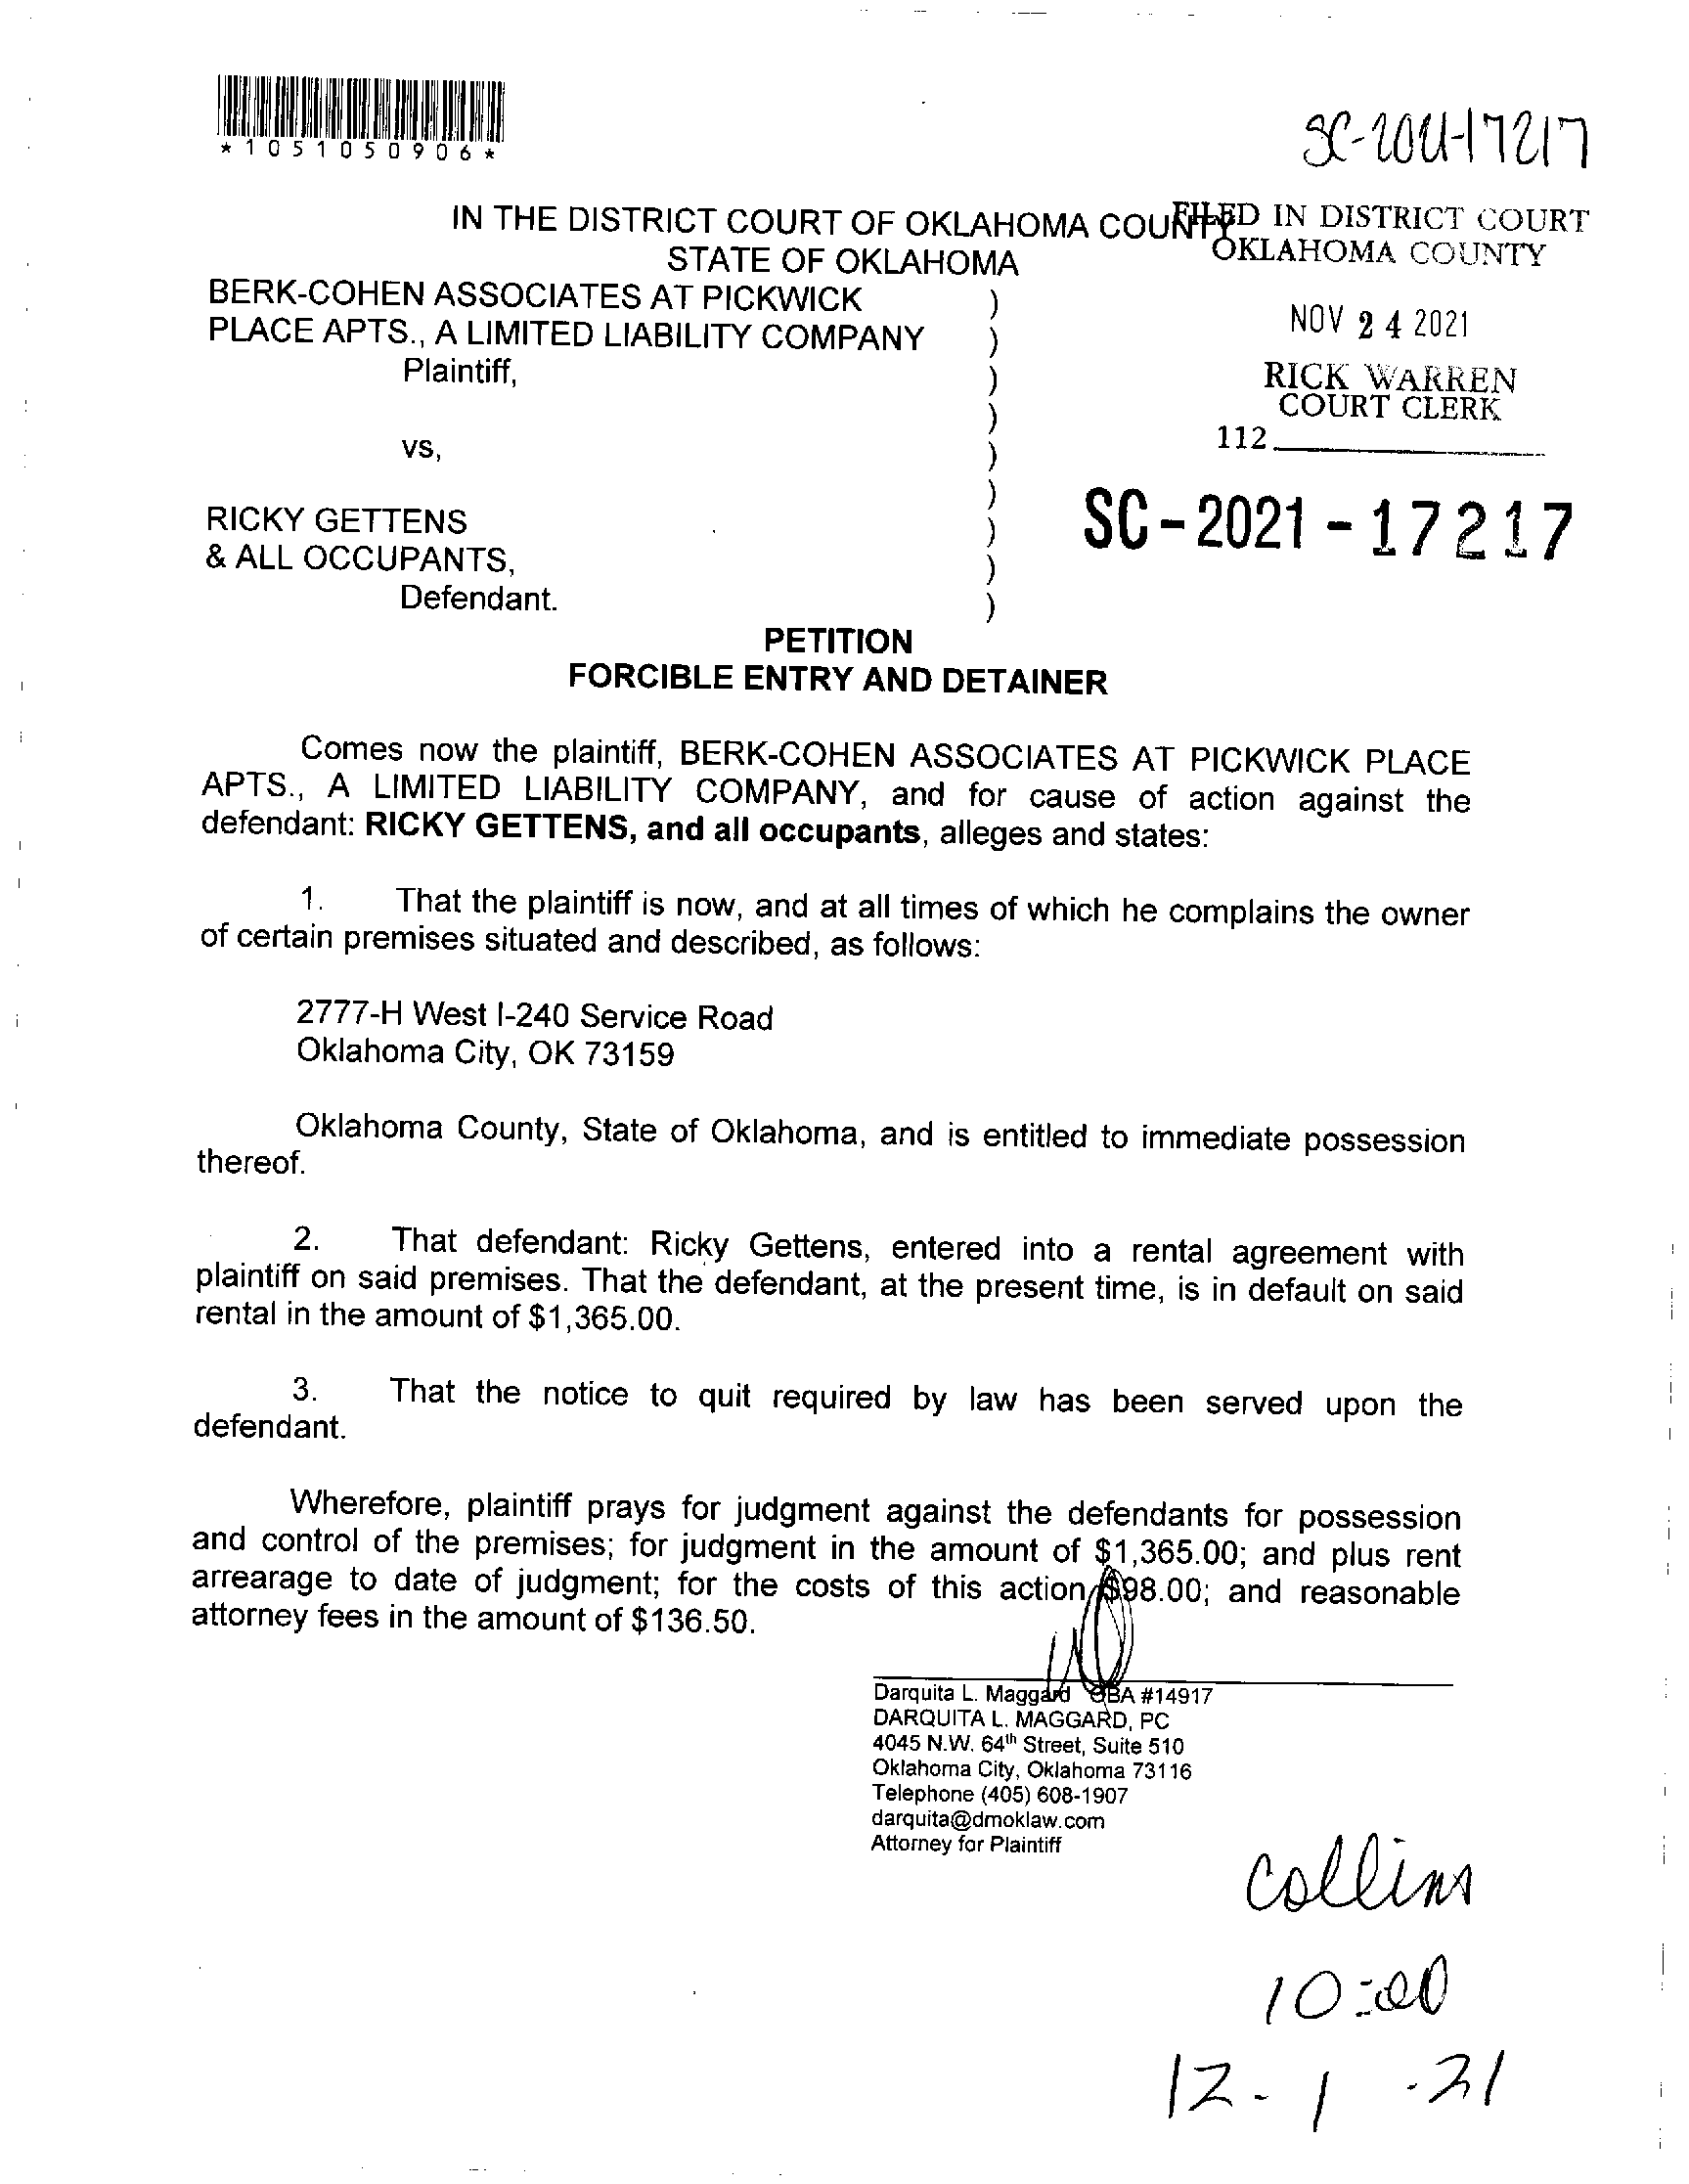 *1051050906*
SC-2021-17217
IN THE DISTRICT COURT OF OKLAHOMA COUNTY
STATE OF OKLAHOMA
FILED IN DISTRICT COURT
OKLAHOMA COUNTY
NOV 24 2021
RICK WARREN
COURT CLERK
112
SC-2021-17217
BERK-COHEN ASSOCIATES AT PICKWICK )
PLACE APTS., A LIMITED LIABILITY COMPANY )
Plaintiff, )
)
vs, )
)
RICKY GETTENS )
& ALL OCCUPANTS, )
Defendant. )
PETITION
FORCIBLE ENTRY AND DETAINER
Comes now the plaintiff, BERK-COHEN ASSOCIATES AT PICKWICK PLACE
APTS., A LIMITED LIABILITY COMPANY, and for cause of action against the
defendant: RICKY GETTENS, and all occupants, alleges and states:
1. That the plaintiff is now, and at all times of which he complains the owner
of certain premises situated and described, as follows:
2777-H West I-240 Service Road
Oklahoma City, OK 73159
Oklahoma County, State of Oklahoma, and is entitled to immediate possession
thereof.
2. That defendant: Ricky Gettens, entered into a rental agreement with
plaintiff on said premises. That the defendant, at the present time, is in default on said
rental in the amount of $1,365.00.
3. That the notice to quit required by law has been served upon the
defendant.
Wherefore, plaintiff prays for judgment against the defendants for possession
and control of the premises; for judgment in the amount of $1,365.00; and plus rent
arrearage to date of judgment; for the costs of this action, $98.00; and reasonable
attorney fees in the amount of $136.50.
Darquita L. Maggard OBA #14917
DARQUITA L. MAGGARD, PC
4045 N.W. 64th Street, Suite 510
Oklahoma City, Oklahoma 73116
Telephone (405) 608-1907
darquita@dmoklaw.com
Attorney for Plaintiff
Collins
10:00
12-1-21